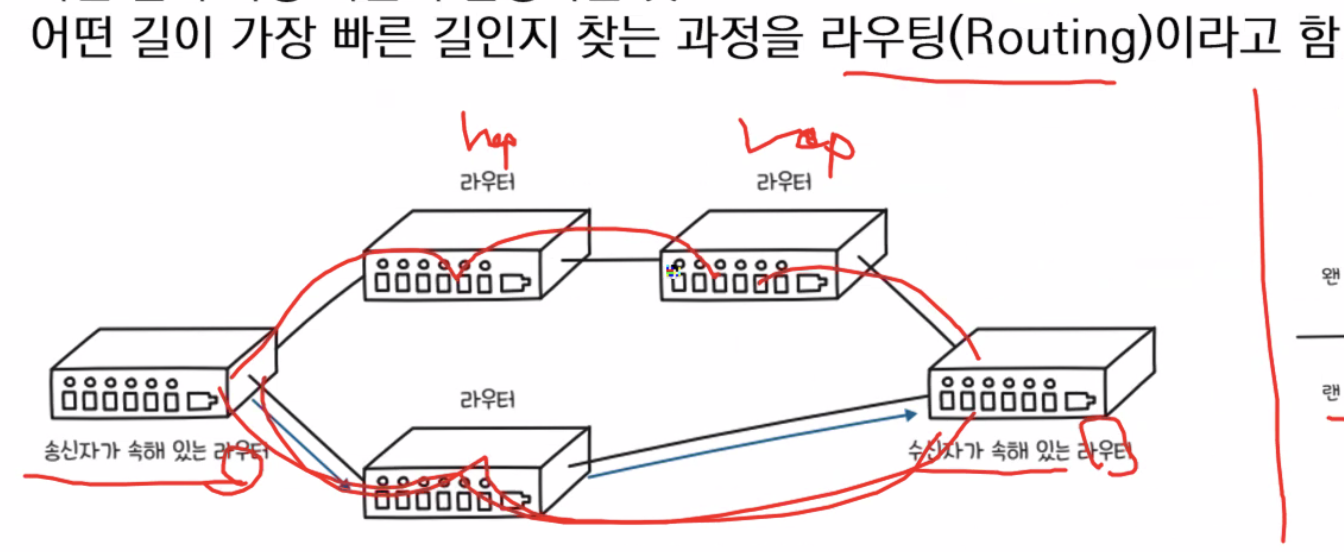 어떤 길이 가장 빠른 길인지 찾는 과정을 라우팅(Routing)이라고 함
hop
hop
라우터
라우터
왠
라우터
랜
송신자가 속해 있는 라우터
수신자가 속해 있는 라우터